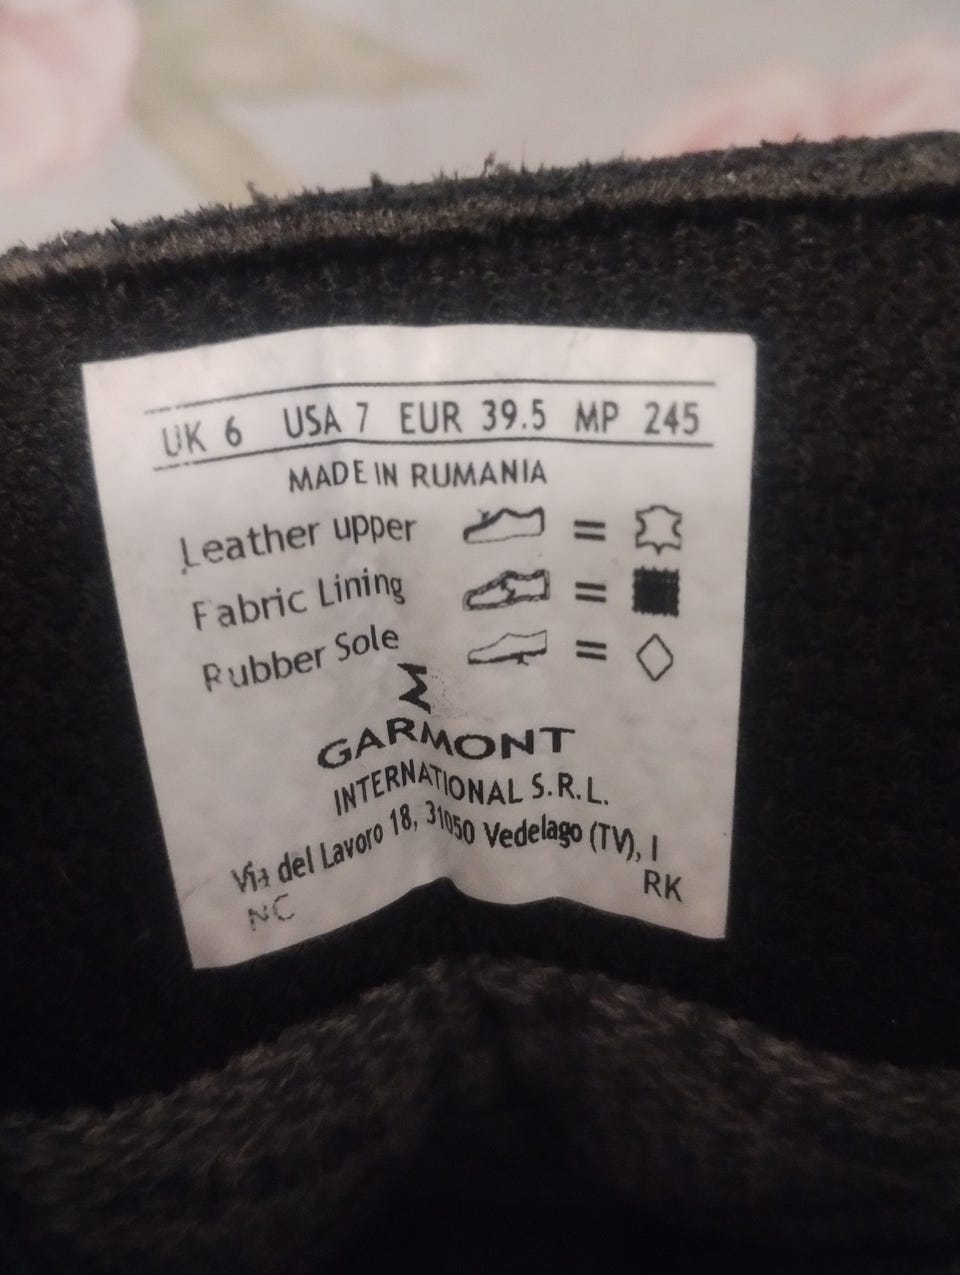 UK 6 USA 7 EUR 39.5 MP 245
MADE IN RUMANIA
Leather upper =
Fabric Lining =
Rubber Sole =
GARMONT
INTERNATIONAL S.R.L.
Via del Lavoro 18, 31050 Vedelago (TV), I
NC RK